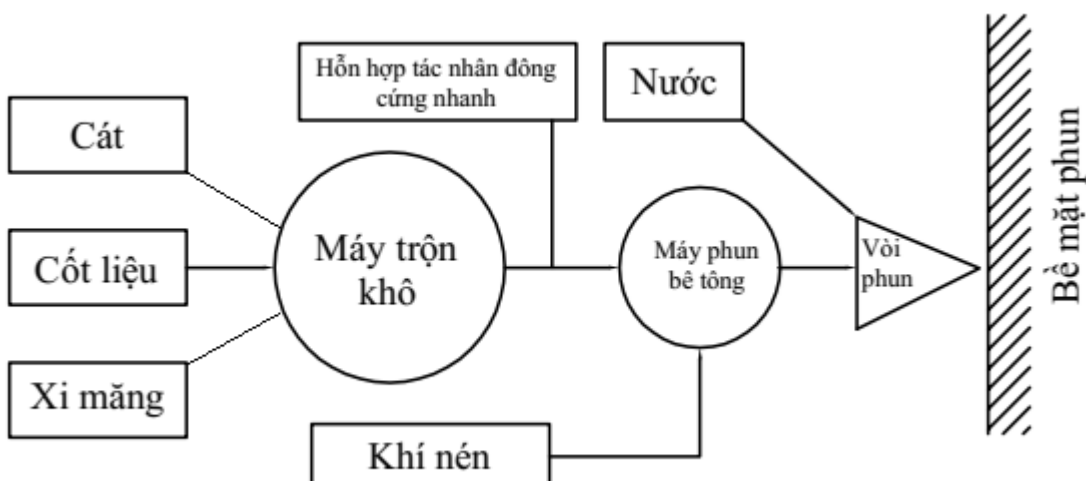 Hỗn hợp tác nhân đông
cứng nhanh
Nước
Cát
Cốt liệu
Xi măng
Máy trộn
khô
Máy phun
bê tông
Vòi
phun
Khí nén
Bề mặt phun